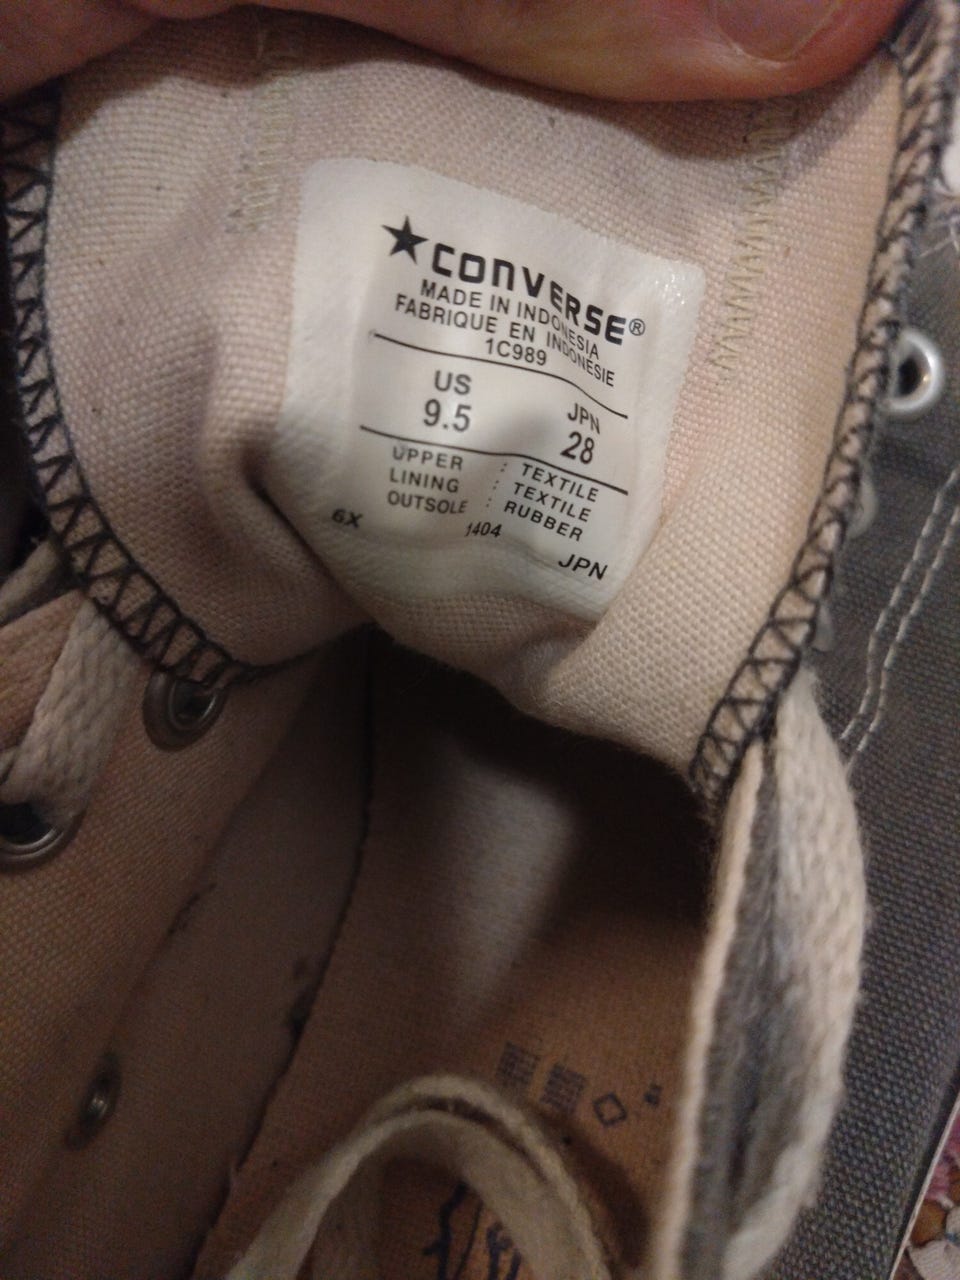 ★CONVERSE®
MADE IN INDONESIA
FABRIQUE EN INDONESIE
1C989
US JPN
9.5 28
UPPER : TEXTILE
LINING : TEXTILE
OUTSOLE : RUBBER
6X 1404 JPN